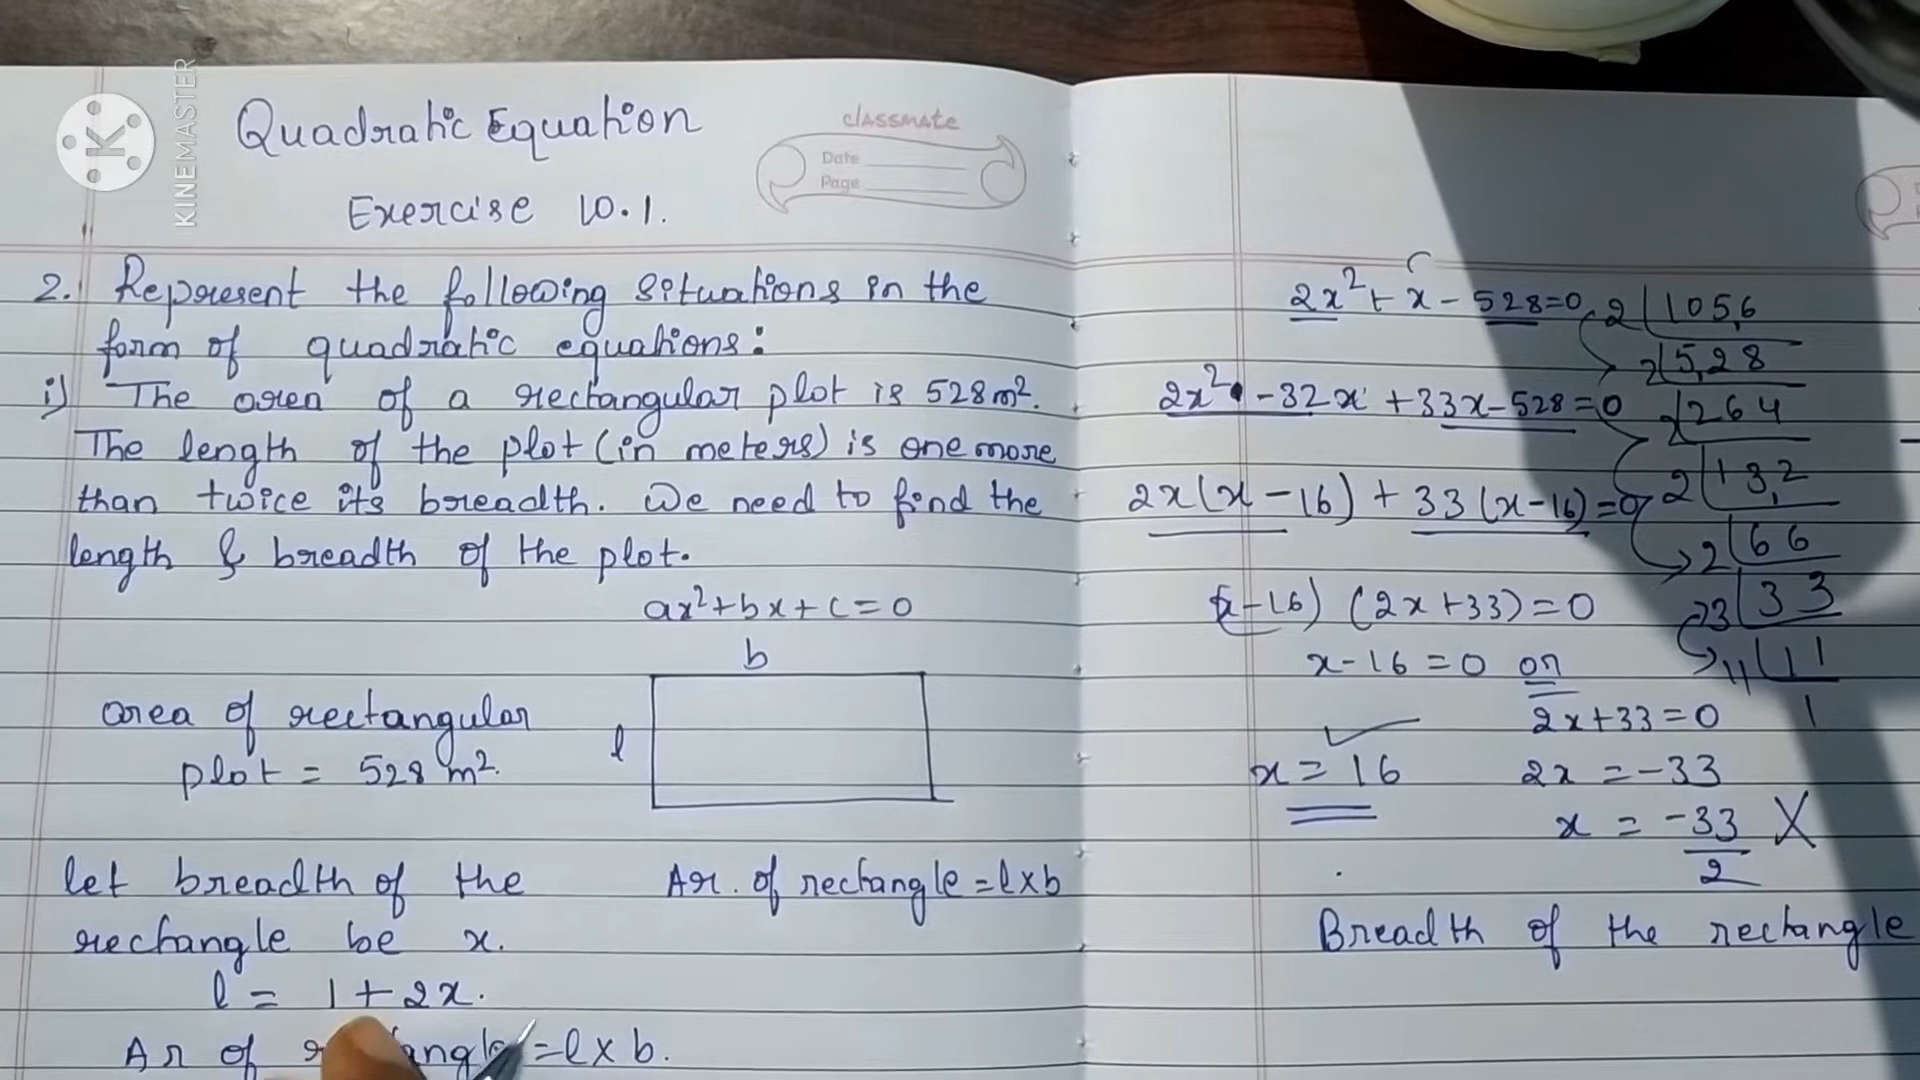 KINEMASTER
Quadratic Equation
Exercise 10.1.
classmate
Date
Page
2. Represent the following situations in the
form of quadratic equations:
i) The area of a rectangular plot is 528m².
The length of the plot (in meters) is one more
than twice its breadth. We need to find the
length & breadth of the plot.
ax²+bx+c=0
b
area of rectangular
plot = 528 m².
l
let breadth of the
rectangle be x.
Ar. of rectangle = l×b
l = 1+2x.
Ar of = l×b.
2x²+x-528=0
2x² -32x +33x-528=0
2x(x-16)+33(x-16)=0
(x-16) (2x+33)=0
x-16=0 or
2x+33=0
x=16
2x=-33
x = -33/2 X
Breadth of the rectangle
2 | 1056
2 | 528
2 | 264
2 | 132
2 | 66
3 | 33
11 | 11
1